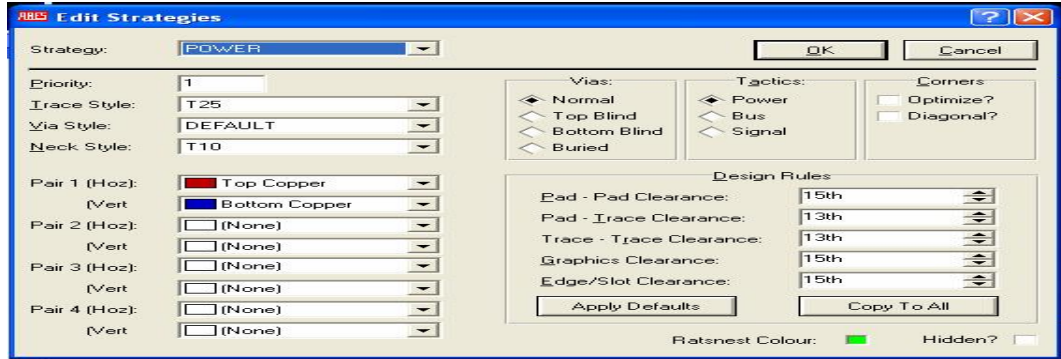 ARES Edit Strategies
Strategy: POWER OK Cancel
Priority: 1
Trace Style: T25
Via Style: DEFAULT
Neck Style: T10
Vias:
Normal
Top Blind
Bottom Blind
Buried
Tactics:
Power
Bus
Signal
Corners
Optimize?
Diagonal?
Pair 1 (Hoz): Top Copper
(Vert Bottom Copper
Pair 2 (Hoz): (None)
(Vert (None)
Pair 3 (Hoz): (None)
(Vert (None)
Pair 4 (Hoz): (None)
(Vert (None)
Design Rules
Pad - Pad Clearance: 15th
Pad - Trace Clearance: 13th
Trace - Trace Clearance: 13th
Graphics Clearance: 15th
Edge/Slot Clearance: 15th
Apply Defaults Copy To All
Ratsnest Colour: Hidden?